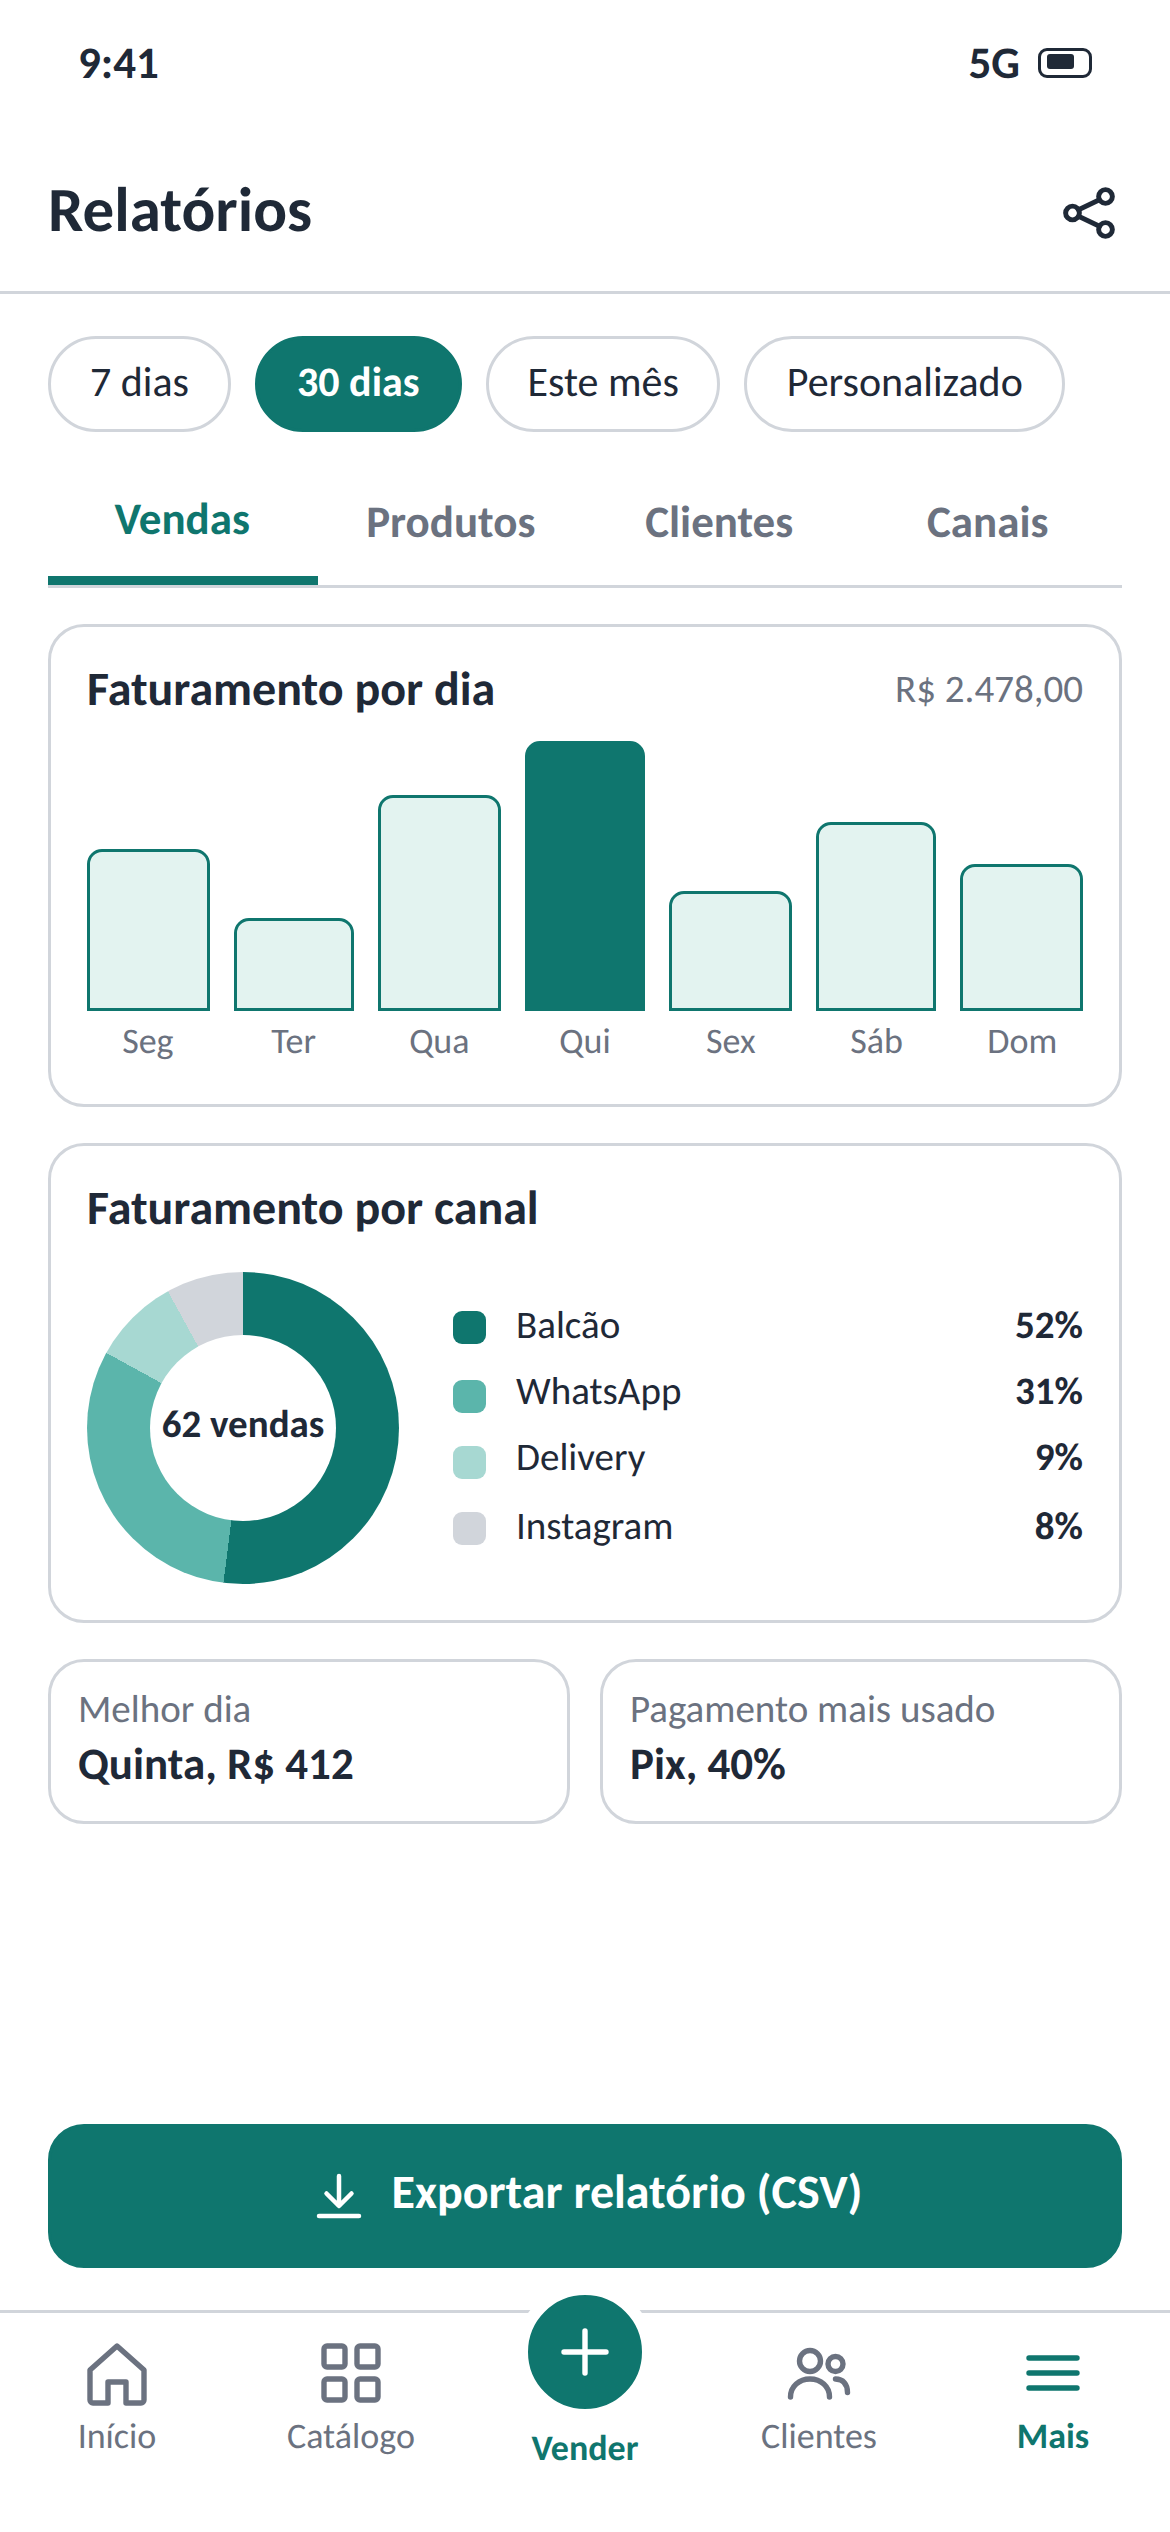 9:41 5G
Relatórios
7 dias 30 dias Este mês Personalizado
Vendas Produtos Clientes Canais
Faturamento por dia R$ 2.478,00
Seg Ter Qua Qui Sex Sáb Dom
Faturamento por canal
62 vendas
Balcão 52%
WhatsApp 31%
Delivery 9%
Instagram 8%
Melhor dia
Quinta, R$ 412
Pagamento mais usado
Pix, 40%
Exportar relatório (CSV)
Início Catálogo Vender Clientes Mais